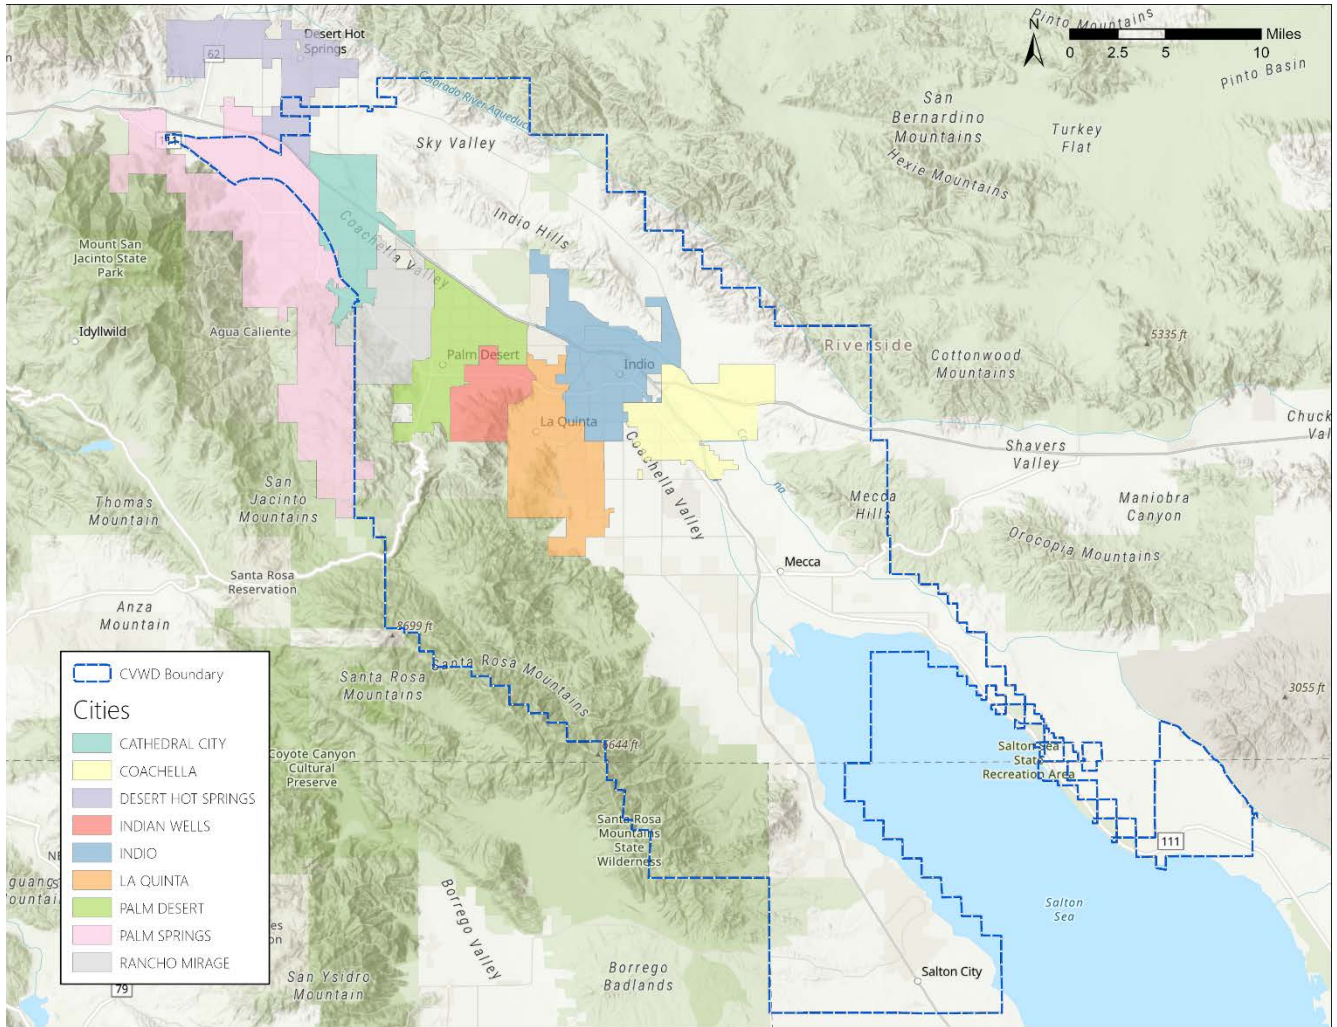 Desert Hot
Springs
62
Pinto Mountains
N
Miles
0 2.5 5 10
Pinto Basin
Colorado River Aqueduc
San
Bernardino
Mountains
Turkey
Flat
Hexie Mountains
Sky Valley
Indio Hills
Coachella Valley
Mount San
Jacinto State
Park
Idyllwild
Agua Caliente
5335 ft
Riverside
Cottonwood
Mountains
Palm Desert
Indio
La Quinta
Coachella Valley
Chuck
Val
Shavers
Valley
San
Jacinto
Mountains
Thomas
Mountain
Mecca
Hills
Maniobra
Canyon
Orocopia Mountains
Mecca
Santa Rosa
Reservation
Anza
Mountain
8699 ft
Santa Rosa Mountains
Santa Rosa
Mountains
3055 ft
CVWD Boundary
Cities
CATHEDRAL CITY
COACHELLA
DESERT HOT SPRINGS
INDIAN WELLS
INDIO
LA QUINTA
PALM DESERT
PALM SPRINGS
RANCHO MIRAGE
Coyote Canyon
Cultural
Preserve
644 ft
Salton Sea
State
Recreation Area
Santa Rosa
Mountains
State
Wilderness
111
Salton
Sea
Borrego Valley
Borrego
Badlands
Salton City
San Ysidro
Mountain
79